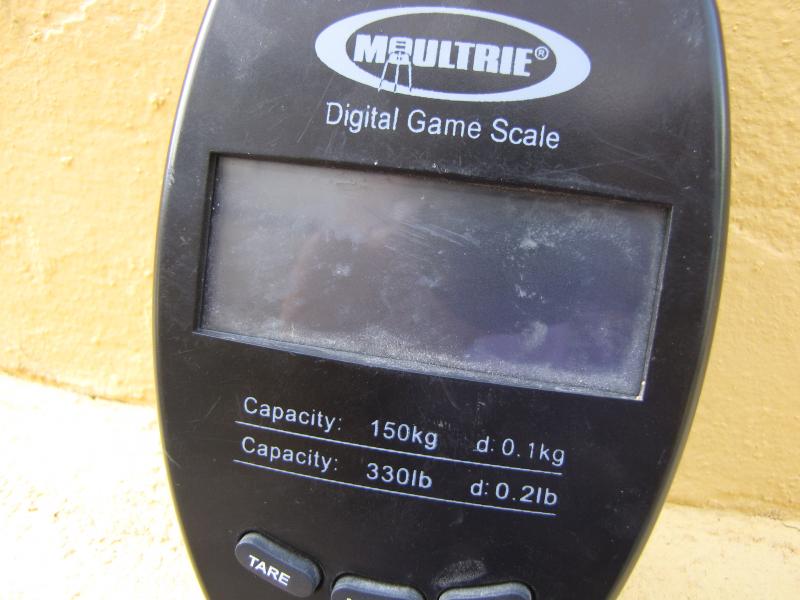 MOULTRIE®
Digital Game Scale
Capacity: 150kg d: 0.1kg
Capacity: 330lb d: 0.2lb
TARE